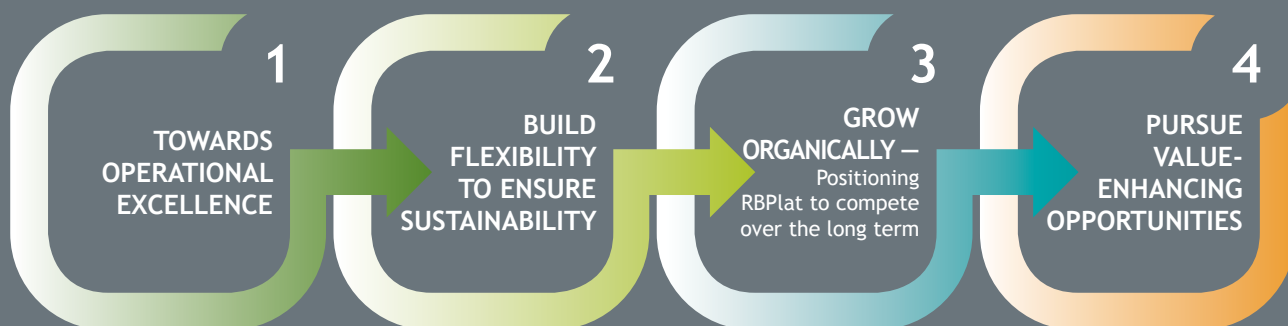 1
TOWARDS
OPERATIONAL
EXCELLENCE
2
BUILD
FLEXIBILITY
TO ENSURE
SUSTAINABILITY
3
GROW
ORGANICALLY —
Positioning
RBPlat to compete
over the long term
4
PURSUE
VALUE-
ENHANCING
OPPORTUNITIES